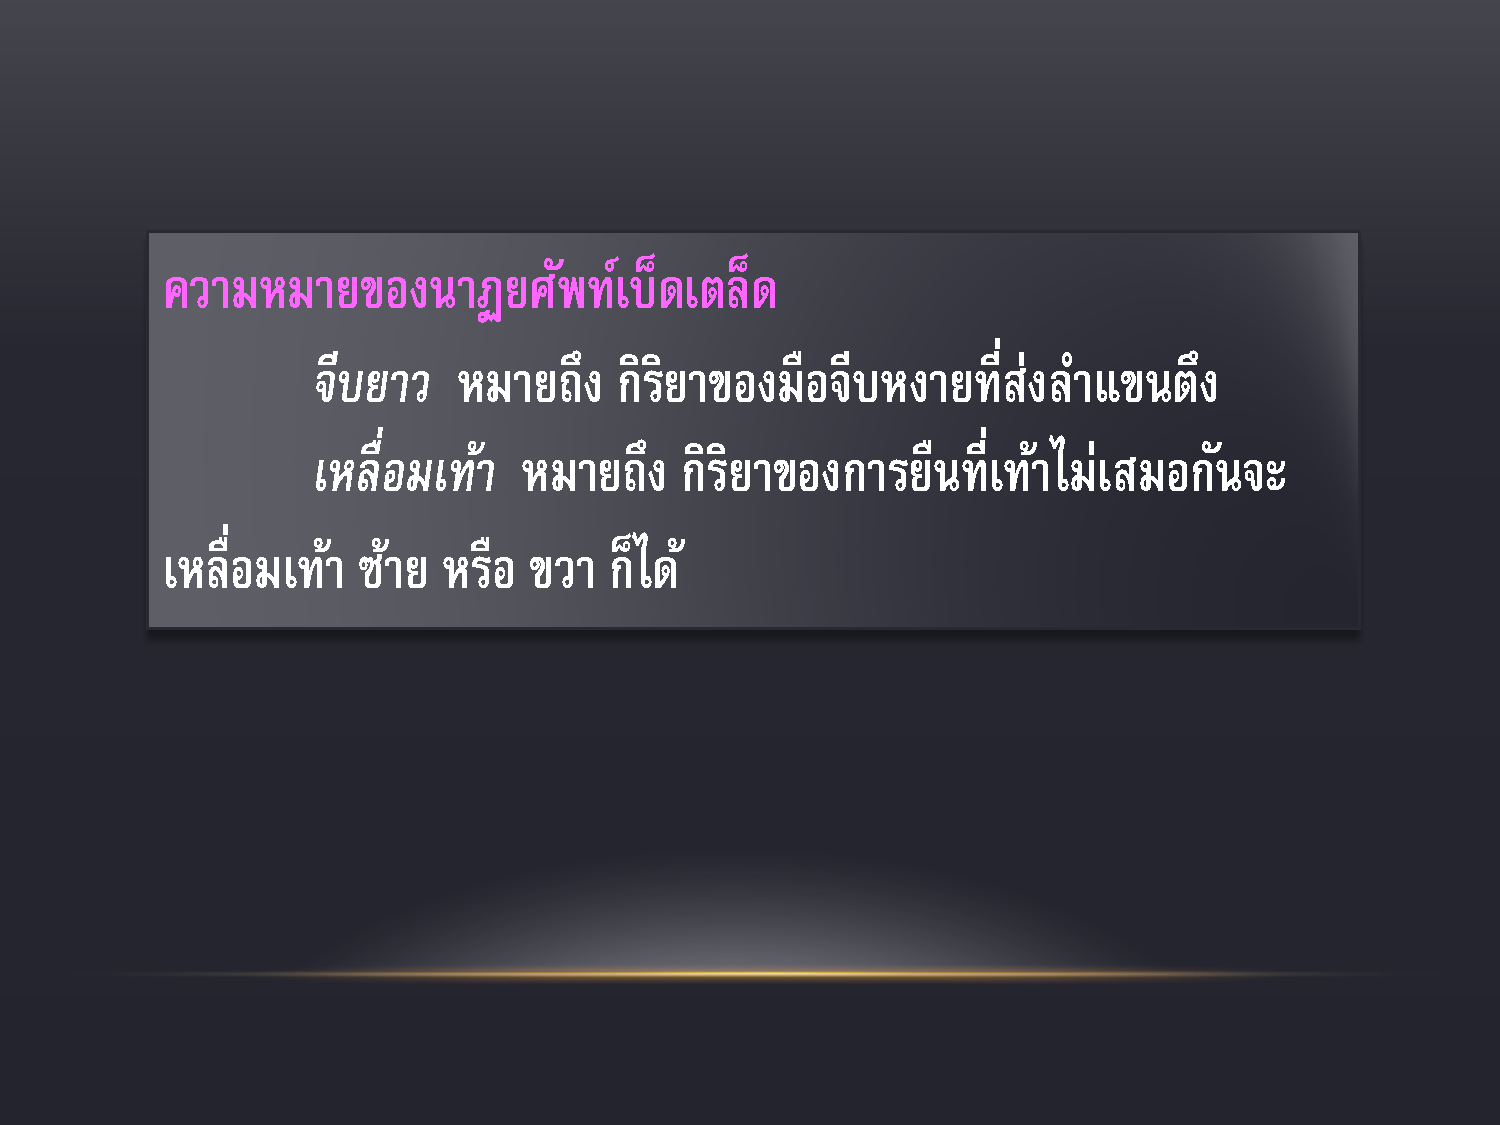 ความหมายของนาฏยศัพท์เบ็ดเตล็ด
จีบยาว หมายถึง กิริยาของมือจีบหงายที่ส่งลำแขนตึง
เหลื่อมเท้า หมายถึง กิริยาของการยืนที่เท้าไม่เสมอกันจะ
เหลื่อมเท้า ซ้าย หรือ ขวา ก็ได้